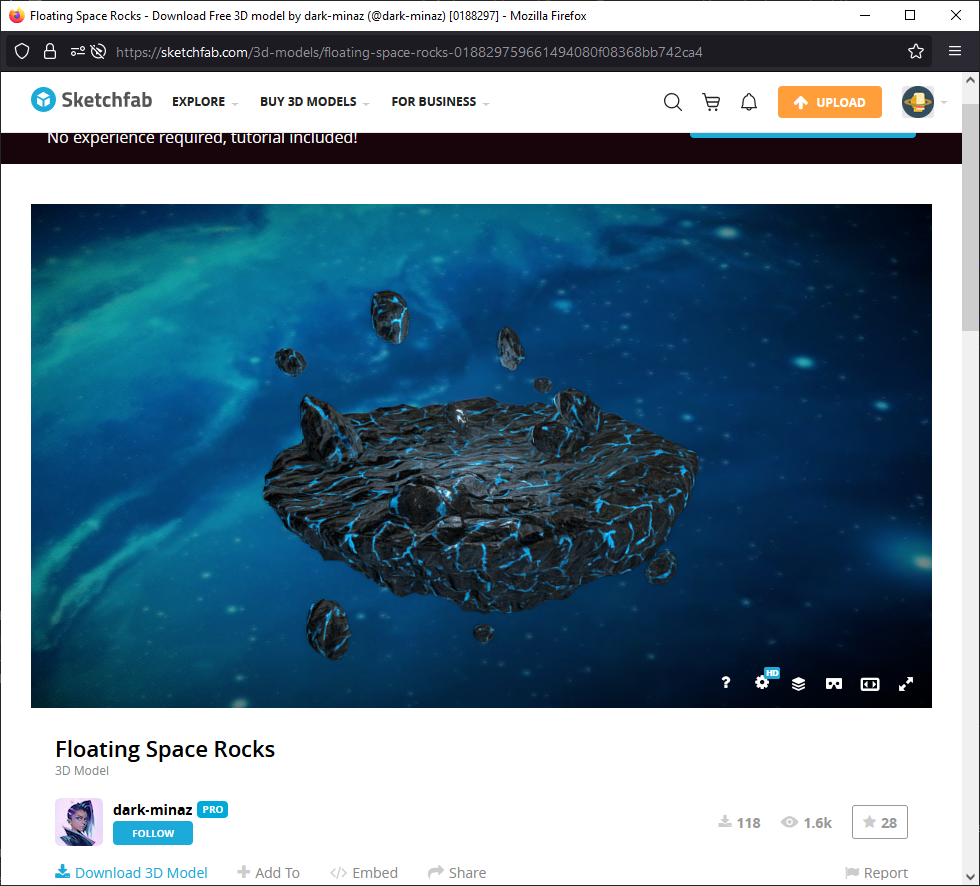 Floating Space Rocks - Download Free 3D model by dark-minaz (@dark-minaz) [0188297] - Mozilla Firefox
https://sketchfab.com/3d-models/floating-space-rocks-018829759661494080f08368bb742ca4
Sketchfab EXPLORE BUY 3D MODELS FOR BUSINESS UPLOAD
No experience required, tutorial included!
? HD
Floating Space Rocks
3D Model
dark-minaz PRO
FOLLOW
118 1.6k 28
Download 3D Model Add To Embed Share Report